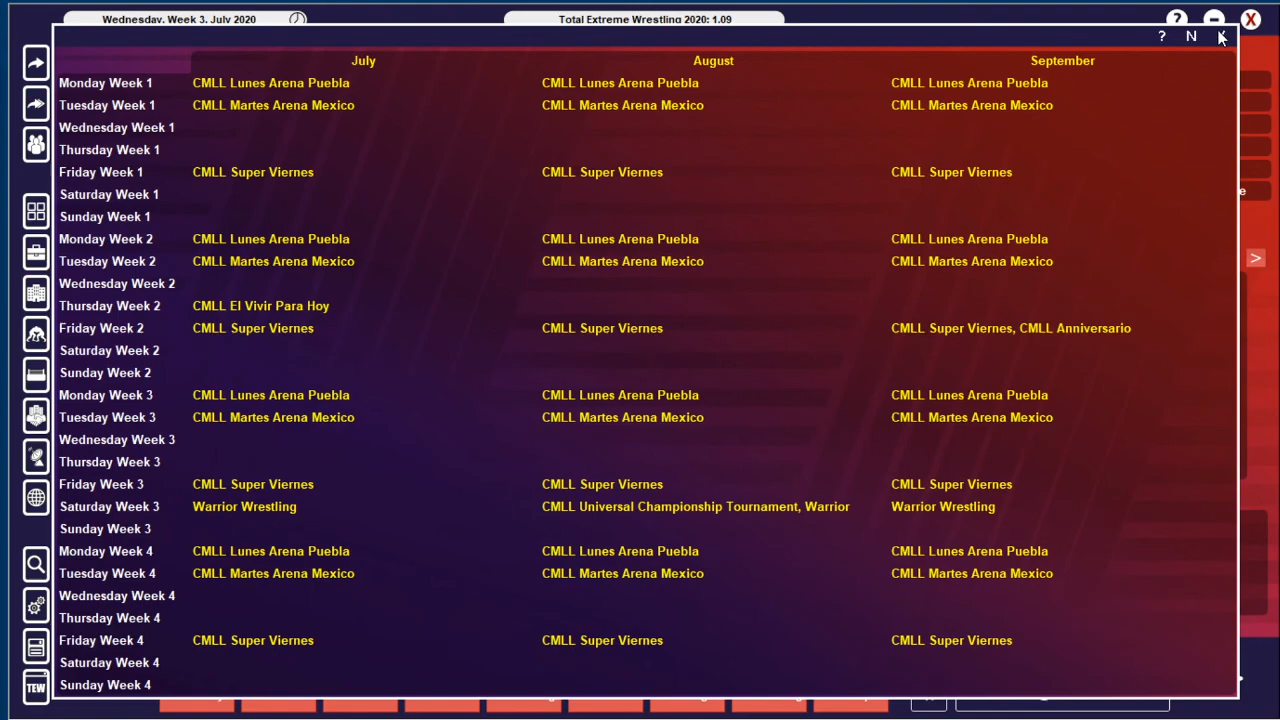 Wednesday, Week 3, July 2020 Total Extreme Wrestling 2020: 1.09 ? X
? N
July August September
Monday Week 1 CMLL Lunes Arena Puebla CMLL Lunes Arena Puebla CMLL Lunes Arena Puebla
Tuesday Week 1 CMLL Martes Arena Mexico CMLL Martes Arena Mexico CMLL Martes Arena Mexico
Wednesday Week 1
Thursday Week 1
Friday Week 1 CMLL Super Viernes CMLL Super Viernes CMLL Super Viernes
Saturday Week 1
Sunday Week 1
Monday Week 2 CMLL Lunes Arena Puebla CMLL Lunes Arena Puebla CMLL Lunes Arena Puebla
Tuesday Week 2 CMLL Martes Arena Mexico CMLL Martes Arena Mexico CMLL Martes Arena Mexico
Wednesday Week 2
Thursday Week 2 CMLL El Vivir Para Hoy
Friday Week 2 CMLL Super Viernes CMLL Super Viernes CMLL Super Viernes, CMLL Anniversario
Saturday Week 2
Sunday Week 2
Monday Week 3 CMLL Lunes Arena Puebla CMLL Lunes Arena Puebla CMLL Lunes Arena Puebla
Tuesday Week 3 CMLL Martes Arena Mexico CMLL Martes Arena Mexico CMLL Martes Arena Mexico
Wednesday Week 3
Thursday Week 3
Friday Week 3 CMLL Super Viernes CMLL Super Viernes CMLL Super Viernes
Saturday Week 3 Warrior Wrestling CMLL Universal Championship Tournament, Warrior Warrior Wrestling
Sunday Week 3
Monday Week 4 CMLL Lunes Arena Puebla CMLL Lunes Arena Puebla CMLL Lunes Arena Puebla
Tuesday Week 4 CMLL Martes Arena Mexico CMLL Martes Arena Mexico CMLL Martes Arena Mexico
Wednesday Week 4
Thursday Week 4
Friday Week 4 CMLL Super Viernes CMLL Super Viernes CMLL Super Viernes
Saturday Week 4
Sunday Week 4
TEW